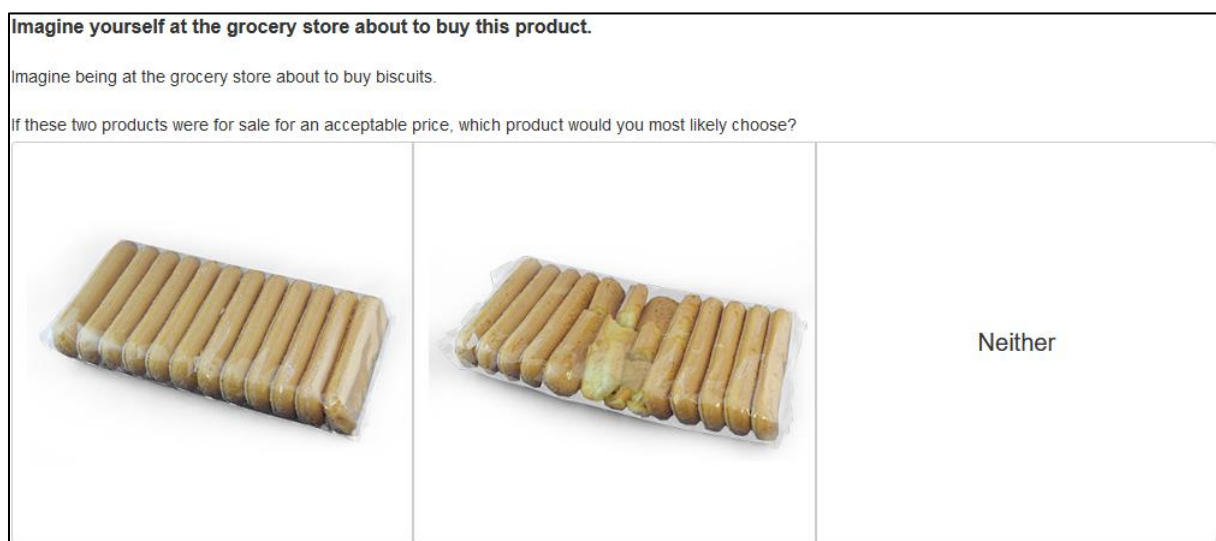 Imagine yourself at the grocery store about to buy this product.
Imagine being at the grocery store about to buy biscuits.
If these two products were for sale for an acceptable price, which product would you most likely choose?
Neither